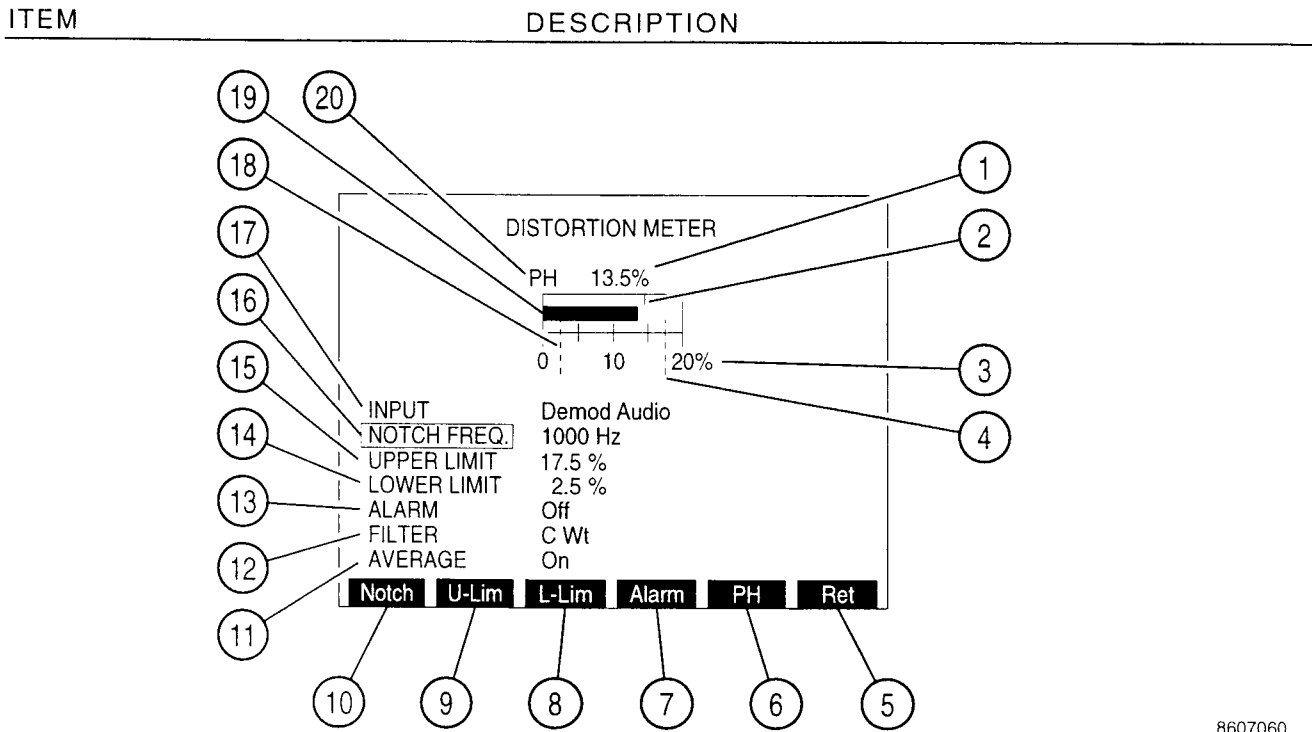 ITEM DESCRIPTION
19 20
18 1
DISTORTION METER
17 2
PH 13.5%
16
0 10 20%
15 3
INPUT Demod Audio
NOTCH FREQ. 1000 Hz
14 4
UPPER LIMIT 17.5 %
LOWER LIMIT 2.5 %
13
ALARM Off
FILTER C Wt
12
AVERAGE On
Notch U-Lim L-Lim Alarm PH Ret
11
10 9 8 7 6 5
8607060